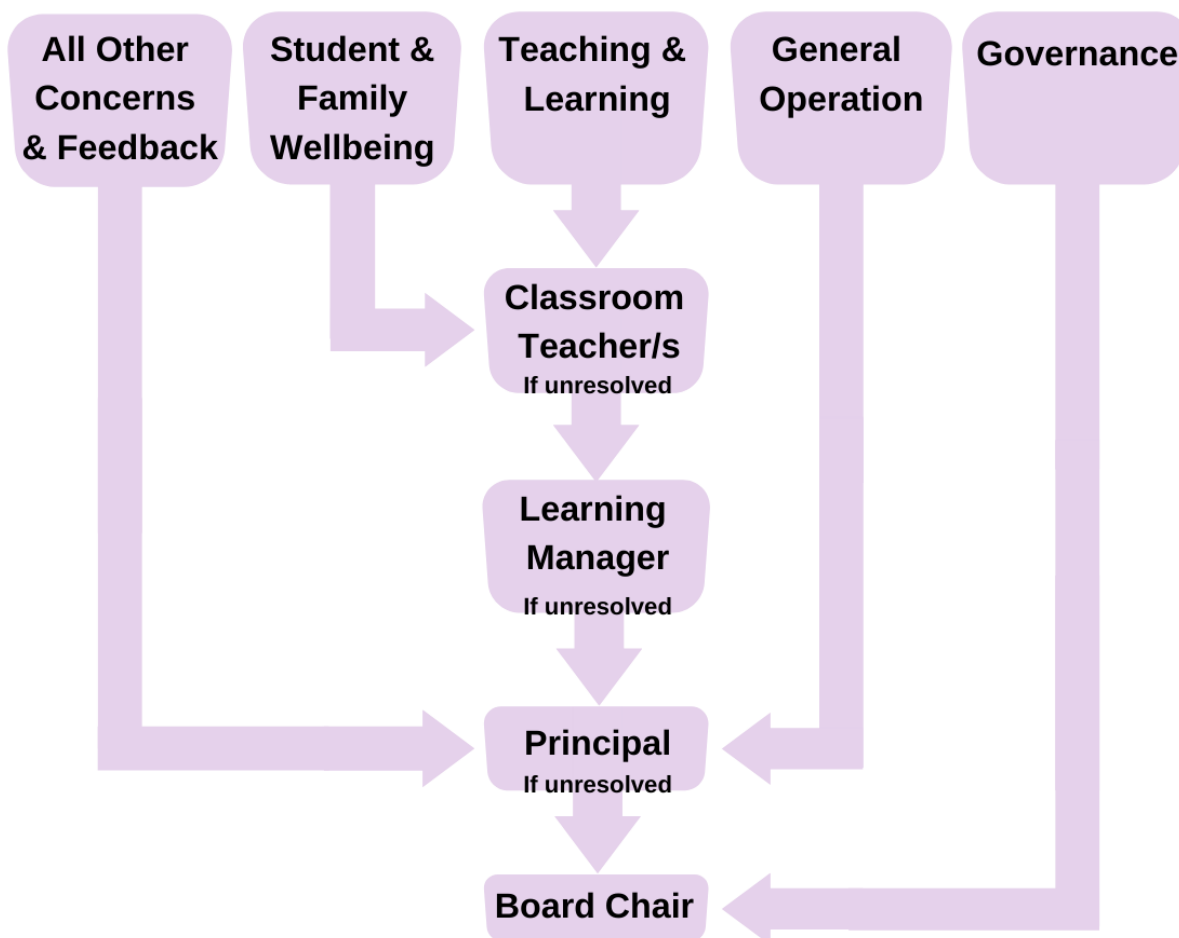 All Other
Concerns
& Feedback
Student &
Family
Wellbeing
Teaching &
Learning
General
Operation
Governance
Classroom
Teacher/s
If unresolved
Learning
Manager
If unresolved
Principal
If unresolved
Board Chair